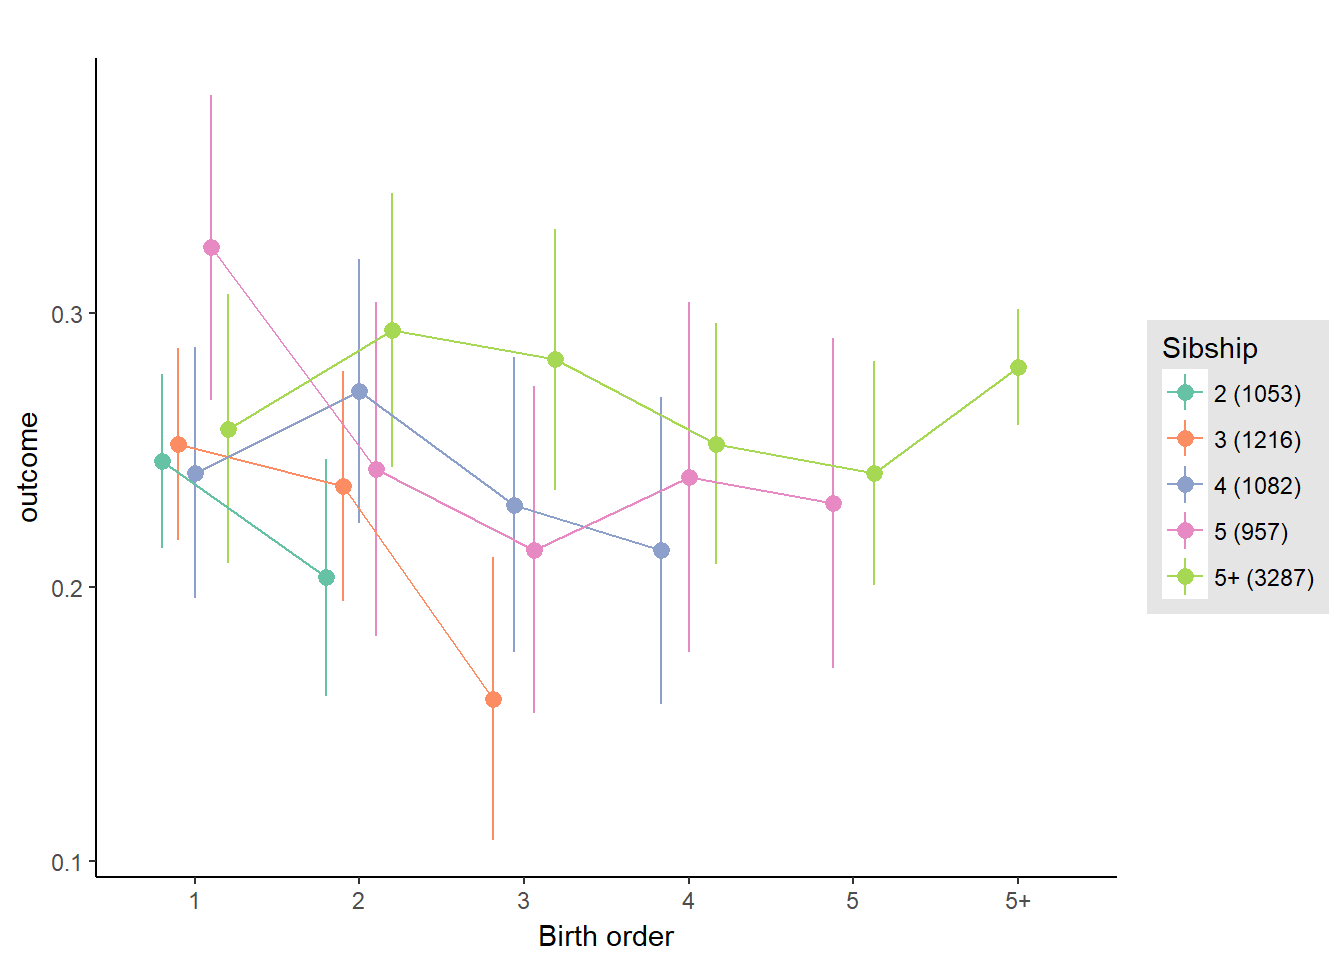 outcome
0.3
0.2
0.1
1 2 3 4 5 5+
Birth order
Sibship
2 (1053)
3 (1216)
4 (1082)
5 (957)
5+ (3287)